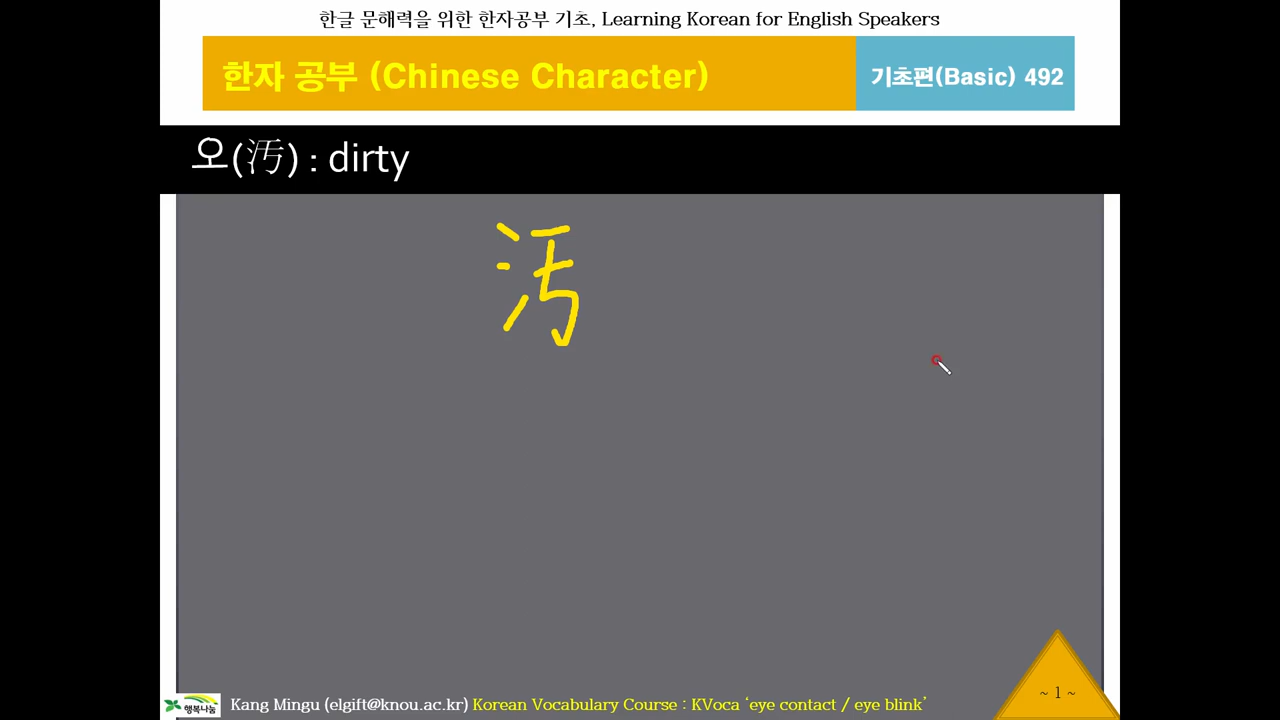 한글 문해력을 위한 한자공부 기초, Learning Korean for English Speakers
한자 공부 (Chinese Character)
기초편(Basic) 492
오(汚) : dirty
汚
~ 1 ~
행복나눔
Kang Mingu (elgift@knou.ac.kr) Korean Vocabulary Course : KVoca ‘eye contact / eye blink’